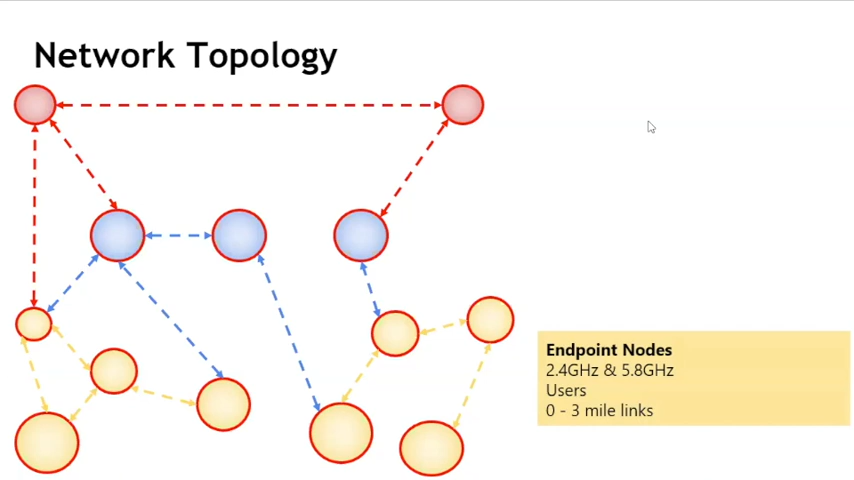 Network Topology
Endpoint Nodes
2.4GHz & 5.8GHz
Users
0 - 3 mile links